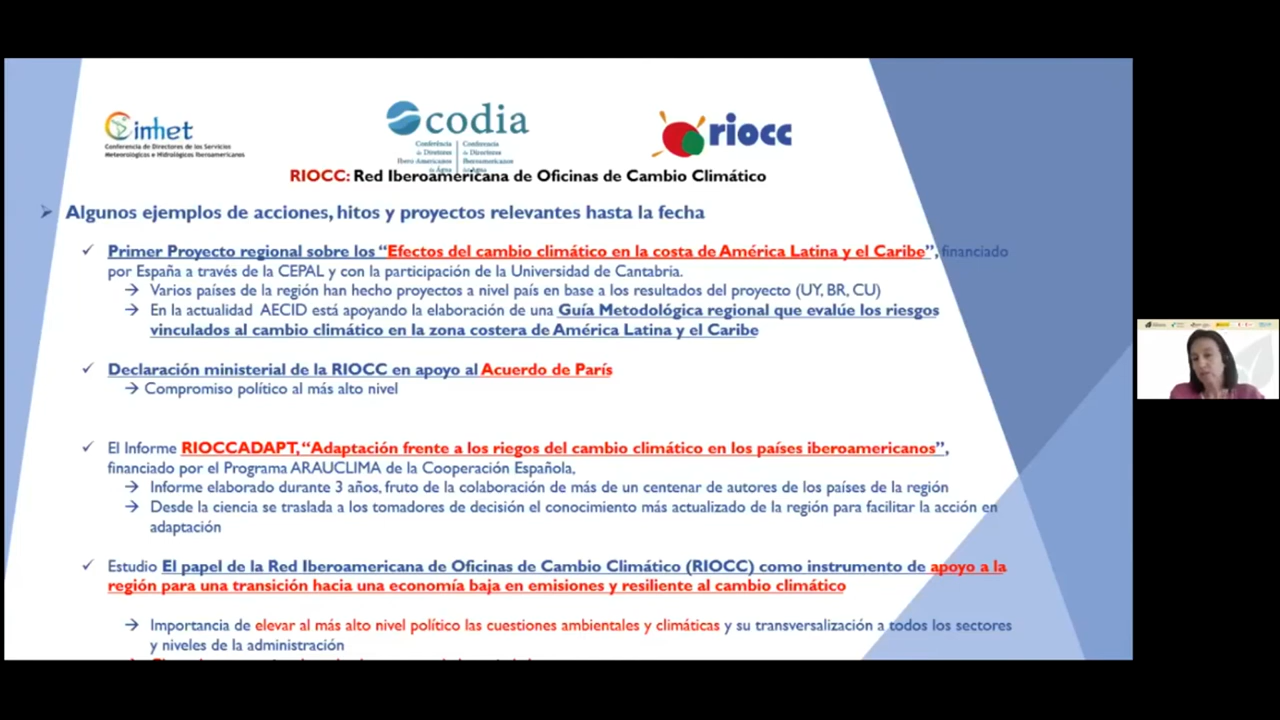 cimhet
Conferencia de Directores de los Servicios
Meteorológicos e Hidrológicos Iberoamericanos
codia
Conferência de Diretores Ibero Americanos da Água
Conferencia de Directores Iberoamericanos del Agua
riocc
RIOCC: Red Iberoamericana de Oficinas de Cambio Climático
Algunos ejemplos de acciones, hitos y proyectos relevantes hasta la fecha
✓ Primer Proyecto regional sobre los “Efectos del cambio climático en la costa de América Latina y el Caribe”, financiado
por España a través de la CEPAL y con la participación de la Universidad de Cantabria.
→ Varios países de la región han hecho proyectos a nivel país en base a los resultados del proyecto (UY, BR, CU)
→ En la actualidad AECID está apoyando la elaboración de una Guía Metodológica regional que evalúe los riesgos
vinculados al cambio climático en la zona costera de América Latina y el Caribe
✓ Declaración ministerial de la RIOCC en apoyo al Acuerdo de París
→ Compromiso político al más alto nivel
✓ El Informe RIOCCADAPT, “Adaptación frente a los riegos del cambio climático en los países iberoamericanos”,
financiado por el Programa ARAUCLIMA de la Cooperación Española,
→ Informe elaborado durante 3 años, fruto de la colaboración de más de un centenar de autores de los países de la región
→ Desde la ciencia se traslada a los tomadores de decisión el conocimiento más actualizado de la región para facilitar la acción en
adaptación
✓ Estudio El papel de la Red Iberoamericana de Oficinas de Cambio Climático (RIOCC) como instrumento de apoyo a la
región para una transición hacia una economía baja en emisiones y resiliente al cambio climático
→ Importancia de elevar al más alto nivel político las cuestiones ambientales y climáticas y su transversalización a todos los sectores
y niveles de la administración